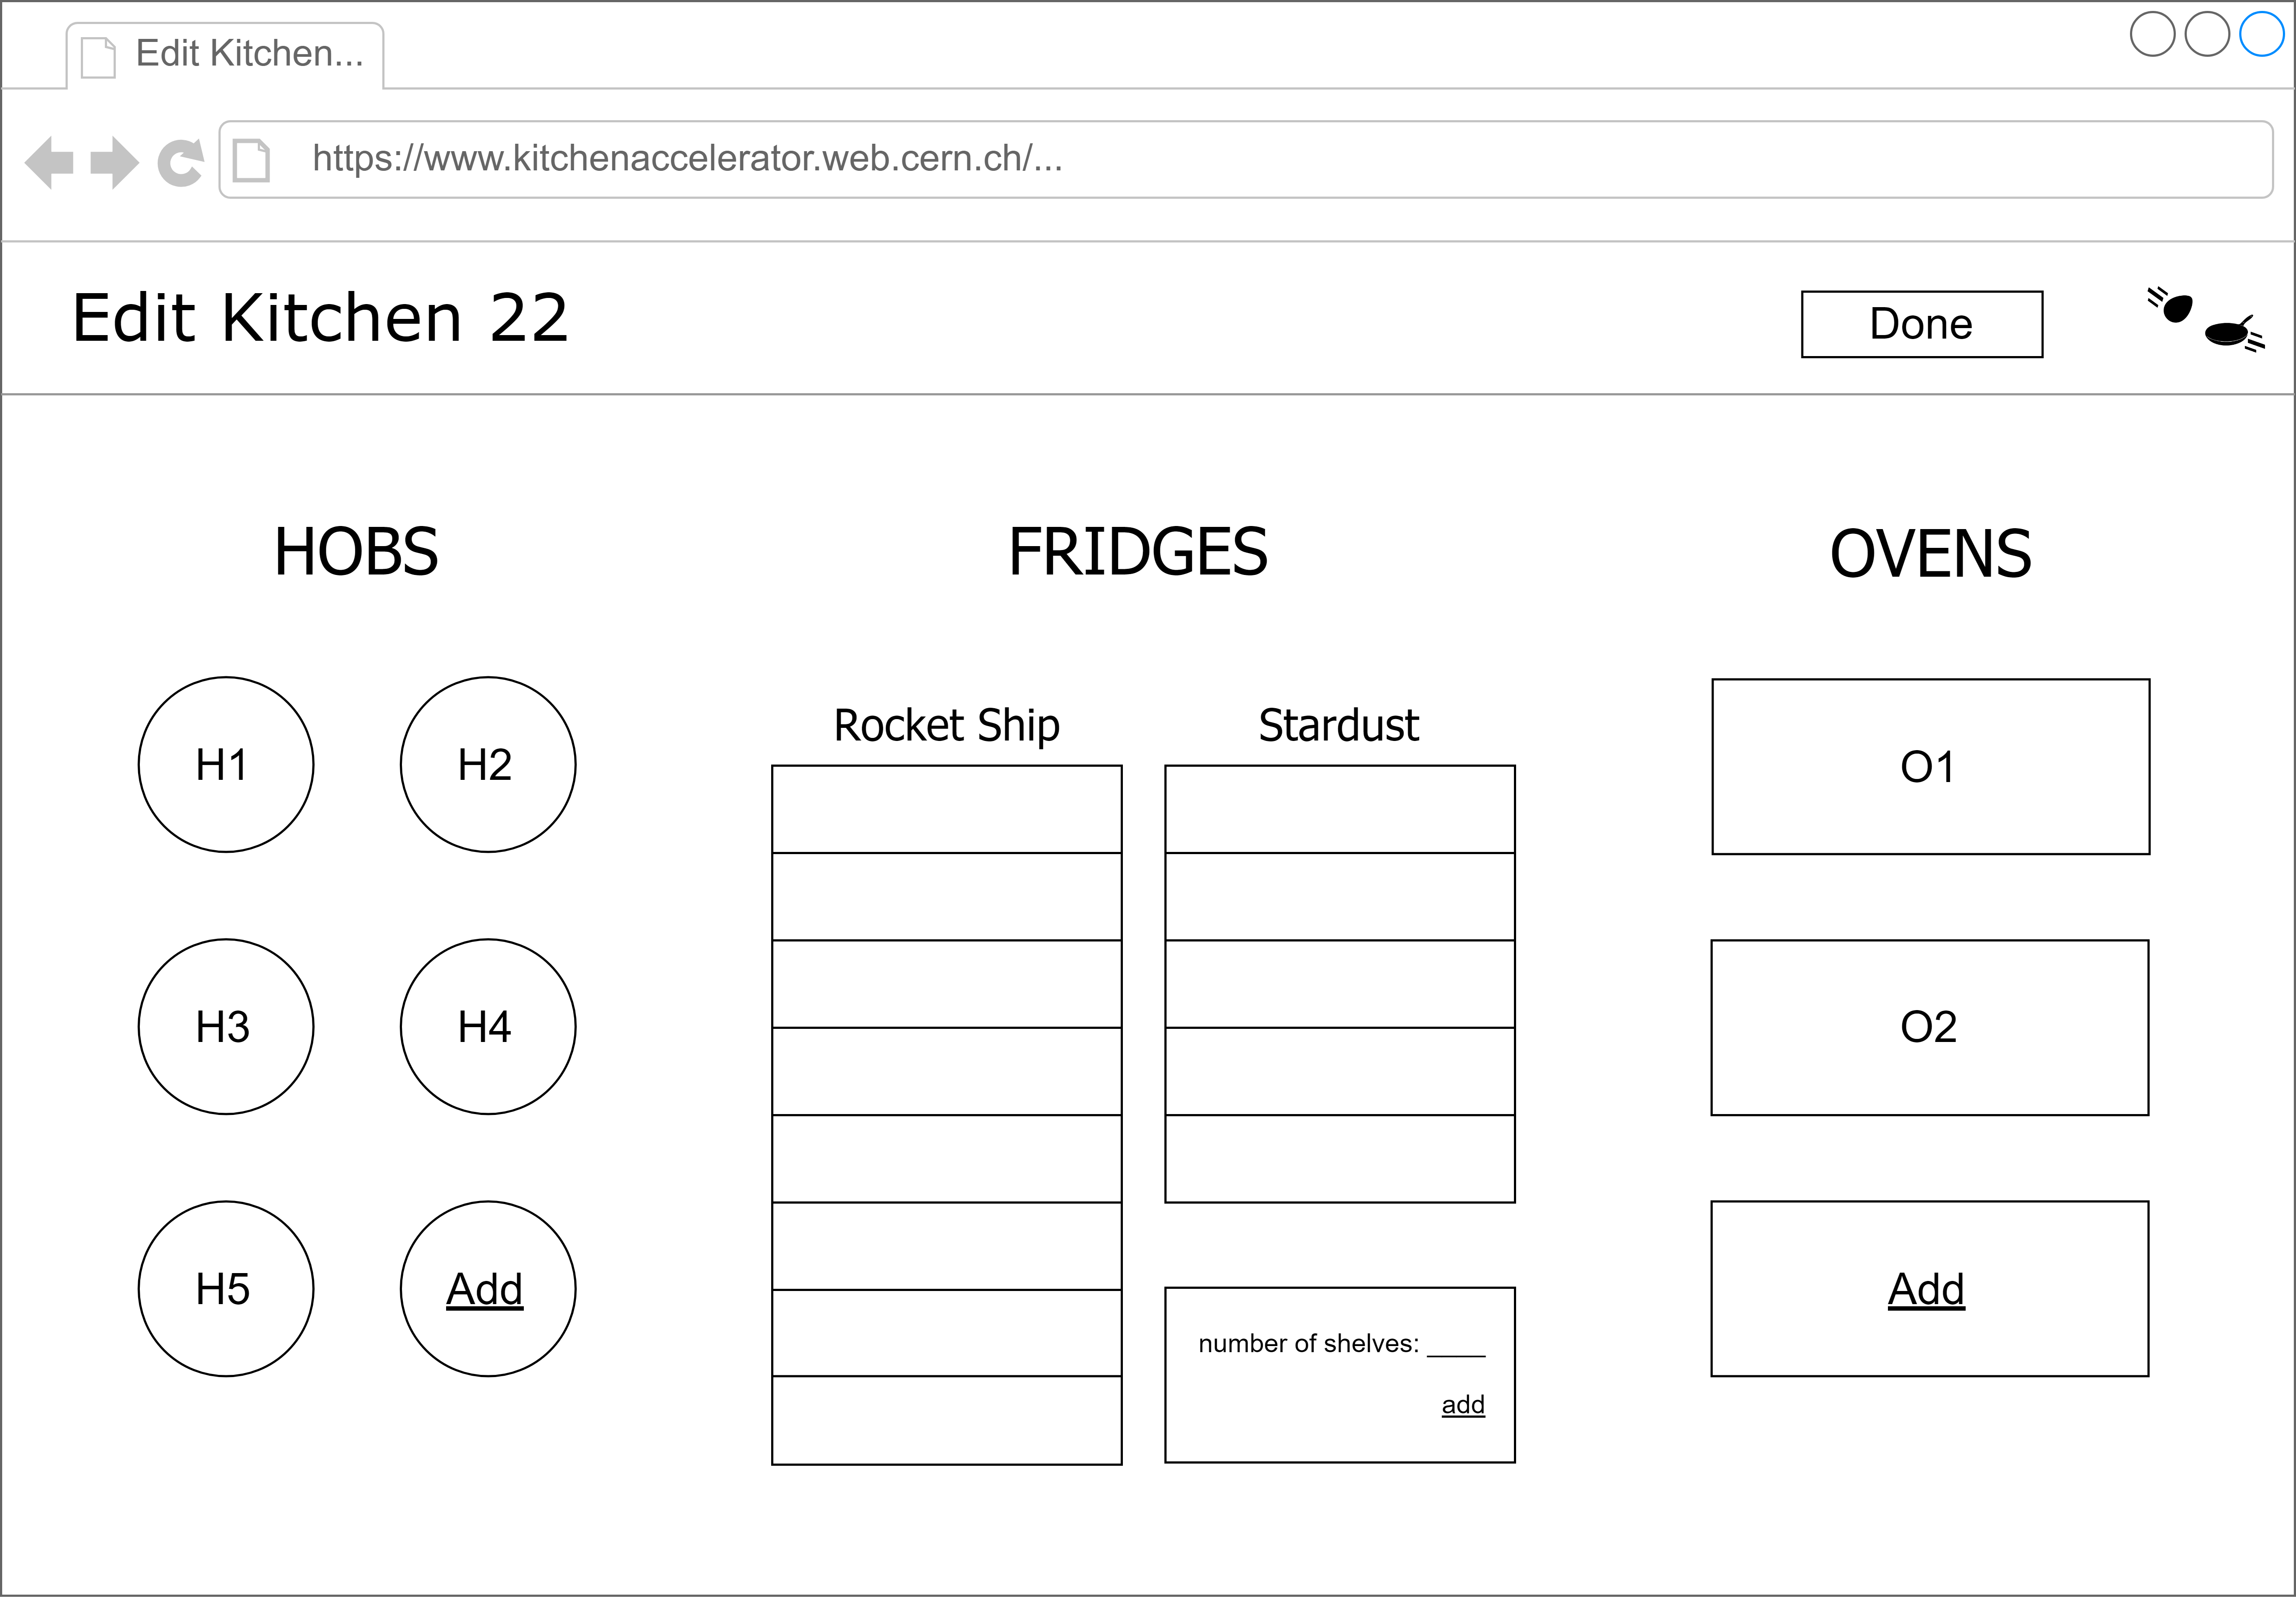 Edit Kitchen...
https://www.kitchenaccelerator.web.cern.ch/...
Edit Kitchen 22
Done
HOBS
FRIDGES
OVENS
Rocket Ship
Stardust
H1
H2
O1
H3
H4
O2
H5
Add
number of shelves: ____
add
Add